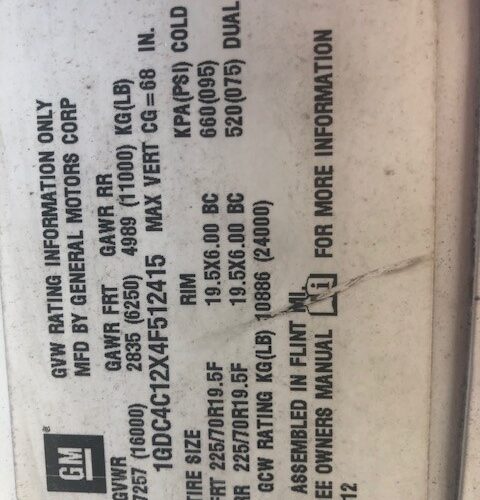 GM®
GVW RATING INFORMATION ONLY
MFD BY GENERAL MOTORS CORP
GVWR GAWR FRT GAWR RR
7257 (16000) 2835 (6250) 4989 (11000) KG(LB)
1GDC4C12X4F512415 MAX VERT CG=68 IN.
TIRE SIZE RIM KPA(PSI) COLD
FRT 225/70R19.5F 19.5X6.00 BC 660(095)
RR 225/70R19.5F 19.5X6.00 BC 520(075) DUAL
GCW RATING KG(LB) 10886 (24000)
ASSEMBLED IN FLINT MI
EE OWNERS MANUAL i FOR MORE INFORMATION
12